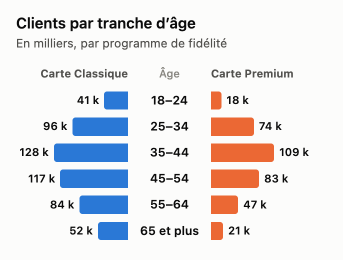 Clients par tranche d’âge
En milliers, par programme de fidélité
Carte Classique Âge Carte Premium
41 k 18–24 18 k
96 k 25–34 74 k
128 k 35–44 109 k
117 k 45–54 83 k
84 k 55–64 47 k
52 k 65 et plus 21 k